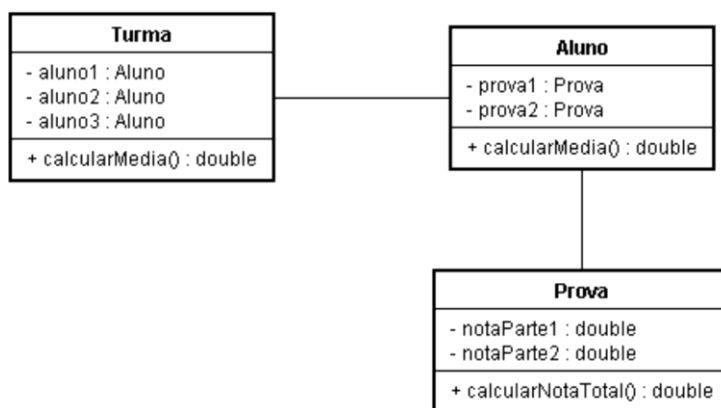 Turma
- aluno1 : Aluno
- aluno2 : Aluno
- aluno3 : Aluno
+ calcularMedia() : double
Aluno
- prova1 : Prova
- prova2 : Prova
+ calcularMedia() : double
Prova
- notaParte1 : double
- notaParte2 : double
+ calcularNotaTotal() : double